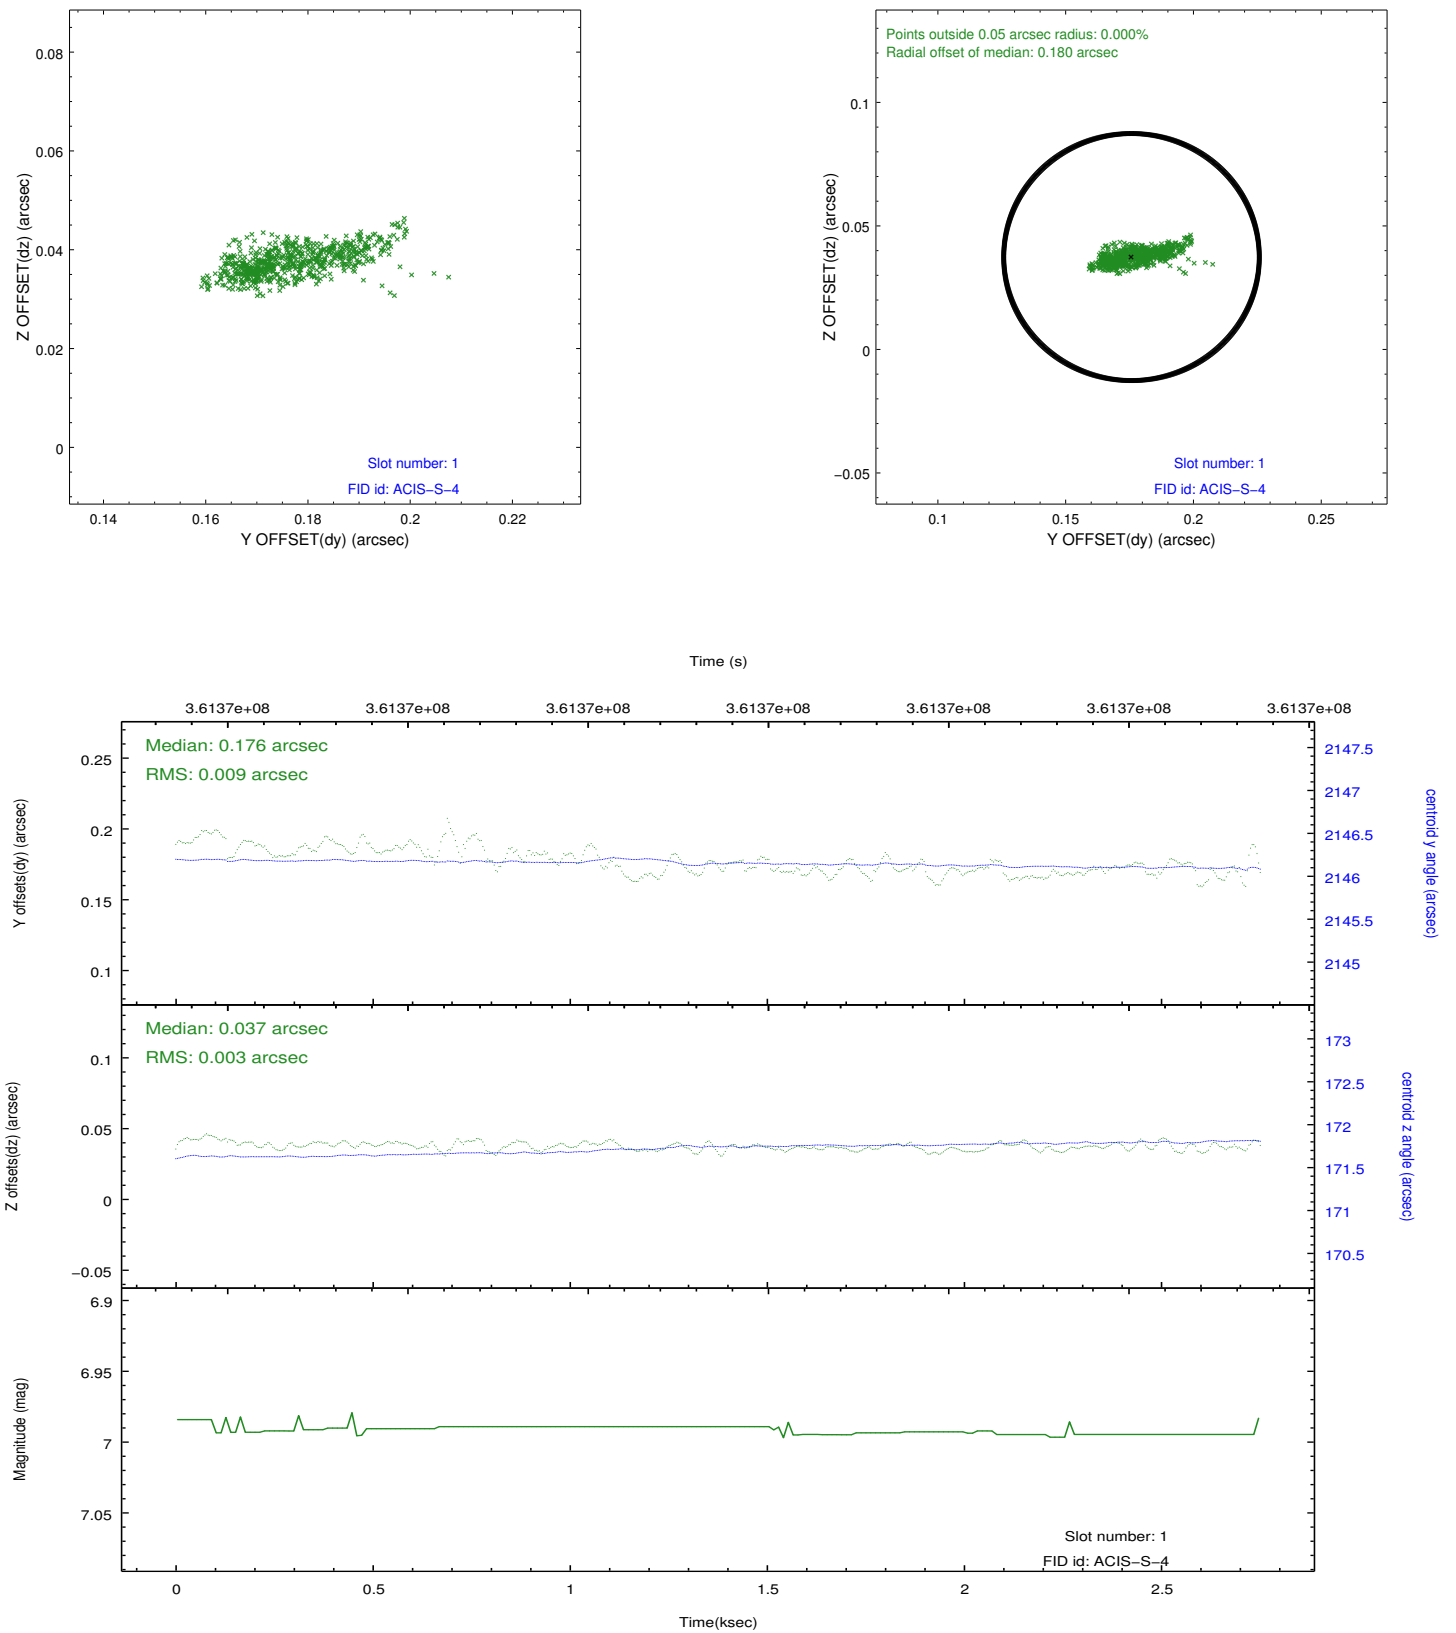 0.08
0.06
0.04
0.02
0
Z OFFSET(dz) (arcsec)
Slot number: 1
FID id: ACIS−S−4
0.14
0.16
0.18
0.2
0.22
Y OFFSET(dy) (arcsec)
Points outside 0.05 arcsec radius: 0.000%
Radial offset of median: 0.180 arcsec
0.1
0.05
0
−0.05
Z OFFSET(dz) (arcsec)
Slot number: 1
FID id: ACIS−S−4
0.1
0.15
0.2
0.25
Y OFFSET(dy) (arcsec)
Time (s)
3.6137e+08
3.6137e+08
3.6137e+08
3.6137e+08
3.6137e+08
3.6137e+08
3.6137e+08
Median: 0.176 arcsec
RMS: 0.009 arcsec
0.25
0.2
0.15
0.1
Y offsets(dy) (arcsec)
2147.5
2147
2146.5
2146
2145.5
2145
centroid y angle (arcsec)
Median: 0.037 arcsec
RMS: 0.003 arcsec
0.1
0.05
0
−0.05
Z offsets(dz) (arcsec)
173
172.5
172
171.5
171
170.5
centroid z angle (arcsec)
6.9
6.95
7
7.05
Magnitude (mag)
Slot number: 1
FID id: ACIS−S−4
0
0.5
1
1.5
2
2.5
Time(ksec)